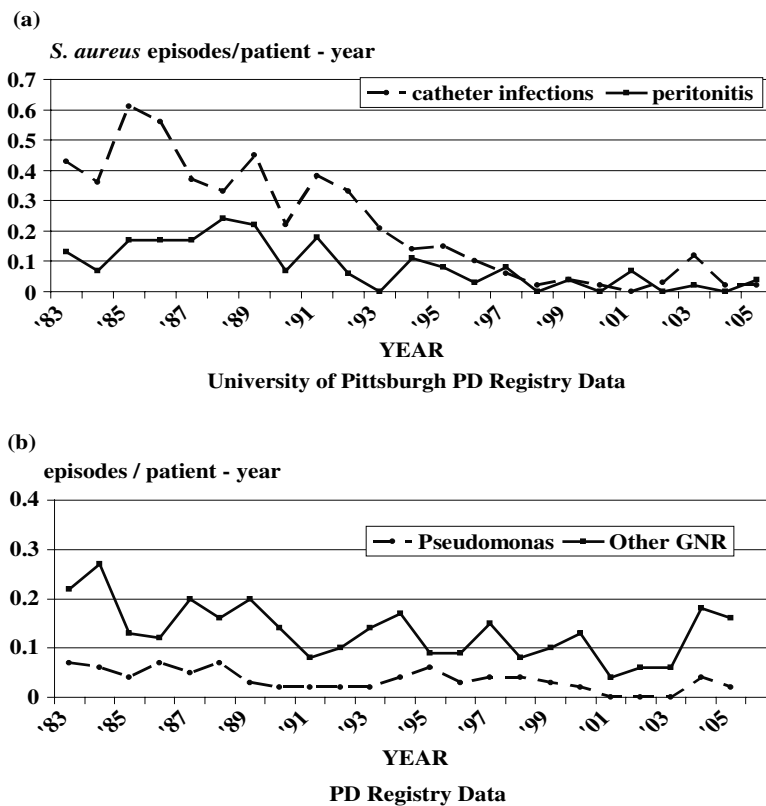 (a)
S. aureus episodes/patient - year
catheter infections peritonitis
0.7
0.6
0.5
0.4
0.3
0.2
0.1
0
'83 '85 '87 '89 '91 '93 '95 '97 '99 '01 '03 '05
YEAR
University of Pittsburgh PD Registry Data
(b)
episodes / patient - year
0.4
Pseudomonas Other GNR
0.3
0.2
0.1
0
'83 '85 '87 '89 '91 '93 '95 '97 '99 '01 '03 '05
YEAR
PD Registry Data